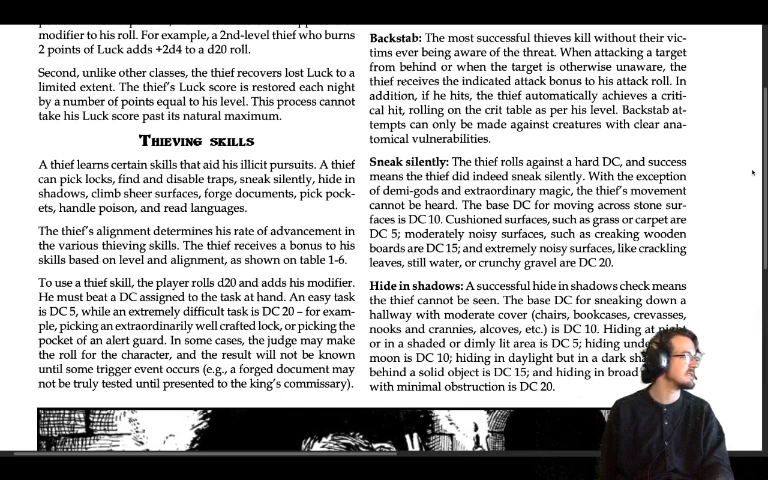 modifier to his roll. For example, a 2nd-level thief who burns
2 points of Luck adds +2d4 to a d20 roll.
Second, unlike other classes, the thief recovers lost Luck to a
limited extent. The thief's Luck score is restored each night
by a number of points equal to his level. This process cannot
take his Luck score past its natural maximum.
Thieving skills
A thief learns certain skills that aid his illicit pursuits. A thief
can pick locks, find and disable traps, sneak silently, hide in
shadows, climb sheer surfaces, forge documents, pick pock-
ets, handle poison, and read languages.
The thief's alignment determines his rate of advancement in
the various thieving skills. The thief receives a bonus to his
skills based on level and alignment, as shown on table 1-6.
To use a thief skill, the player rolls d20 and adds his modifier.
He must beat a DC assigned to the task at hand. An easy task
is DC 5, while an extremely difficult task is DC 20 – for exam-
ple, picking an extraordinarily well crafted lock, or picking the
pocket of an alert guard. In some cases, the judge may make
the roll for the character, and the result will not be known
until some trigger event occurs (e.g., a forged document may
not be truly tested until presented to the king's commissary).
Backstab: The most successful thieves kill without their vic-
tims ever being aware of the threat. When attacking a target
from behind or when the target is otherwise unaware, the
thief receives the indicated attack bonus to his attack roll. In
addition, if he hits, the thief automatically achieves a criti-
cal hit, rolling on the crit table as per his level. Backstab at-
tempts can only be made against creatures with clear ana-
tomical vulnerabilities.
Sneak silently: The thief rolls against a hard DC, and success
means the thief did indeed sneak silently. With the exception
of demi-gods and extraordinary magic, the thief's movement
cannot be heard. The base DC for moving across stone sur-
faces is DC 10. Cushioned surfaces, such as grass or carpet are
DC 5; moderately noisy surfaces, such as creaking wooden
boards are DC 15; and extremely noisy surfaces, like crackling
leaves, still water, or crunchy gravel are DC 20.
Hide in shadows: A successful hide in shadows check means
the thief cannot be seen. The base DC for sneaking down a
hallway with moderate cover (chairs, bookcases, crevasses,
nooks and crannies, alcoves, etc.) is DC 10. Hiding at night
or in a shaded or dimly lit area is DC 5; hiding
moon is DC 10; hiding in daylight but in a dark
behind a solid object is DC 15; and hiding in broad
with minimal obstruction is DC 20.